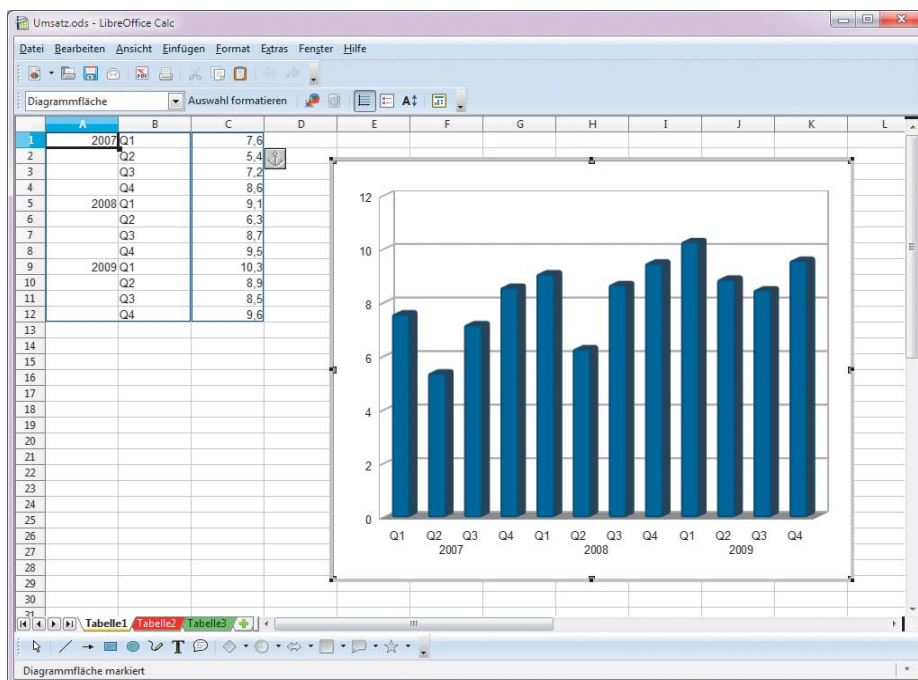 Umsatz.ods - LibreOffice Calc
Datei Bearbeiten Ansicht Einfügen Format Extras Fenster Hilfe
Diagrammfläche Auswahl formatieren
A B C D E F G H I J K L
1 2007 Q1 7,6
2 Q2 5,4
3 Q3 7,2
4 Q4 8,6
5 2008 Q1 9,1
6 Q2 6,3
7 Q3 8,7
8 Q4 9,5
9 2009 Q1 10,3
10 Q2 8,9
11 Q3 8,5
12 Q4 9,6
13
14
15
16
17
18
19
20
21
22
23
24
25
26
27
28
29
30
31
12
10
8
6
4
2
0
Q1 Q2 Q3 Q4 Q1 Q2 Q3 Q4 Q1 Q2 Q3 Q4
2007 2008 2009
Tabelle1 Tabelle2 Tabelle3
Diagrammfläche markiert